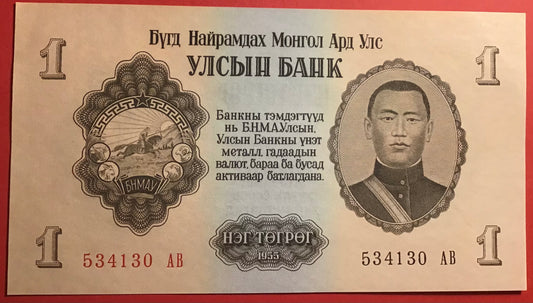 Бүгд Найрамдах Монгол Ард Улс
1 УЛСЫН БАНК 1
Банкны тэмдэгтүүд
нь Б.Н.М.А.Улсын,
Улсын Банкны үнэт
металл, гадаадын
валют, бараа ба бусад
активаар батлагдана.
БНМАУ
НЭГ ТӨГРӨГ
1955
1 534130 АВ
534130 АВ 1